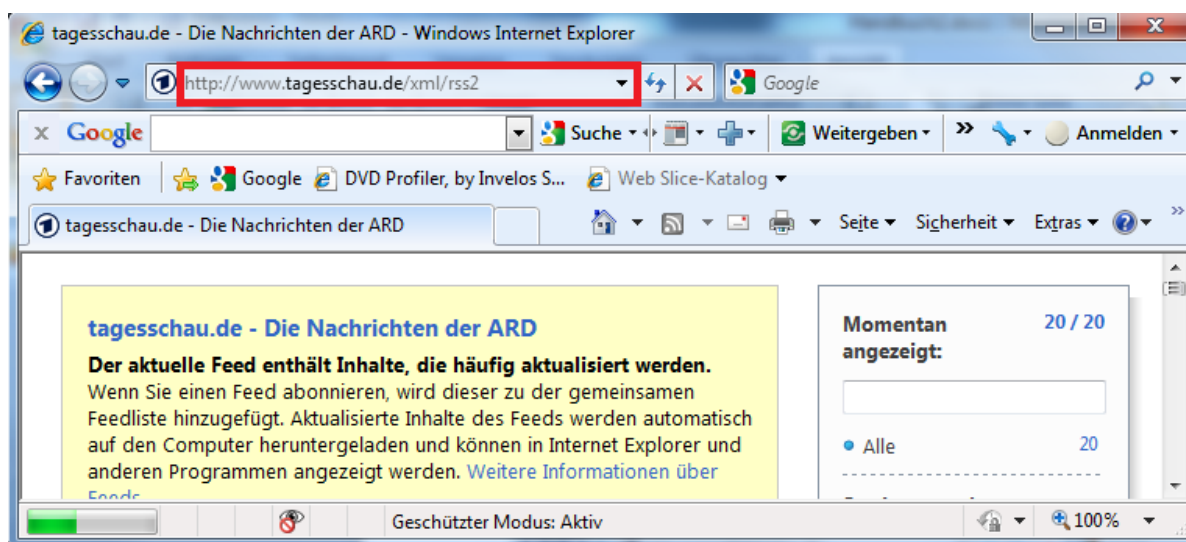 tagesschau.de - Die Nachrichten der ARD - Windows Internet Explorer
http://www.tagesschau.de/xml/rss2
Google
x Google Suche Weitergeben » Anmelden
Favoriten Google DVD Profiler, by Invelos S... Web Slice-Katalog
tagesschau.de - Die Nachrichten der ARD Seite Sicherheit Extras »
tagesschau.de - Die Nachrichten der ARD
Der aktuelle Feed enthält Inhalte, die häufig aktualisiert werden.
Wenn Sie einen Feed abonnieren, wird dieser zu der gemeinsamen
Feedliste hinzugefügt. Aktualisierte Inhalte des Feeds werden automatisch
auf den Computer heruntergeladen und können in Internet Explorer und
anderen Programmen angezeigt werden. Weitere Informationen über
Feeds
Momentan 20 / 20
angezeigt:
Alle 20
Geschützter Modus: Aktiv 100%